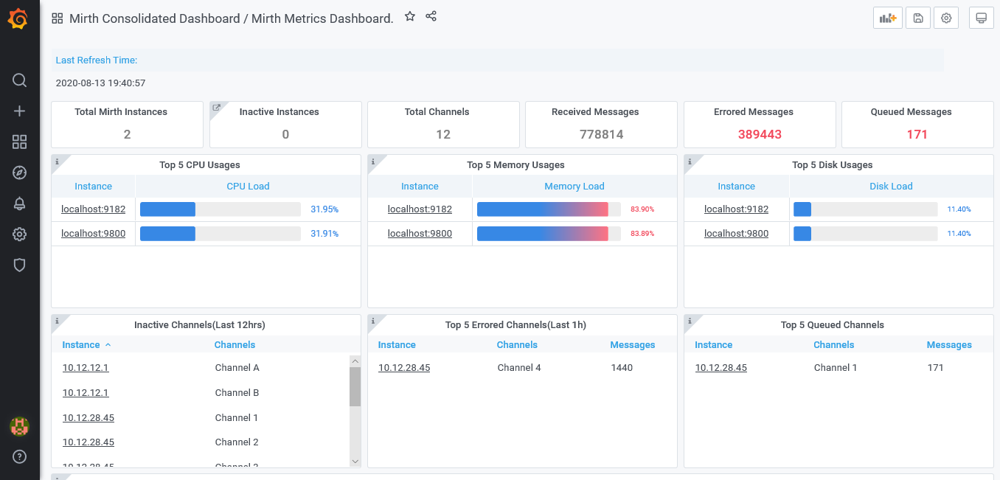 Mirth Consolidated Dashboard / Mirth Metrics Dashboard.
Last Refresh Time:
2020-08-13 19:40:57
Total Mirth Instances
2
Inactive Instances
0
Total Channels
12
Received Messages
778814
Errored Messages
389443
Queued Messages
171
Top 5 CPU Usages
Instance CPU Load
localhost:9182 31.95%
localhost:9800 31.91%
Top 5 Memory Usages
Instance Memory Load
localhost:9182 83.90%
localhost:9800 83.89%
Top 5 Disk Usages
Instance Disk Load
localhost:9182 11.40%
localhost:9800 11.40%
Inactive Channels(Last 12hrs)
Instance Channels
10.12.12.1 Channel A
10.12.12.1 Channel B
10.12.28.45 Channel 1
10.12.28.45 Channel 2
10.12.28.45 Channel 3
Top 5 Errored Channels(Last 1h)
Instance Channels Messages
10.12.28.45 Channel 4 1440
Top 5 Queued Channels
Instance Channels Messages
10.12.28.45 Channel 1 171